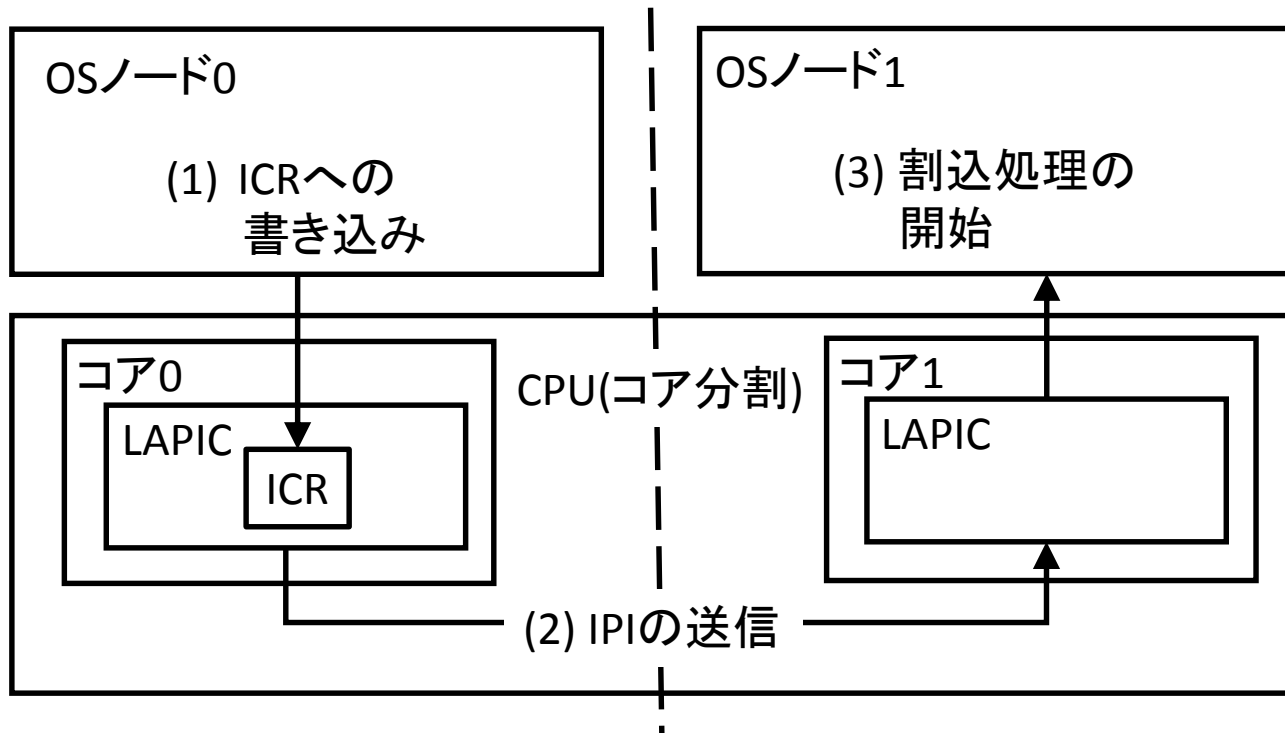 OSノード0
(1) ICRへの
書き込み
OSノード1
(3) 割込処理の
開始
コア0
LAPIC
ICR
CPU(コア分割)
コア1
LAPIC
(2) IPIの送信